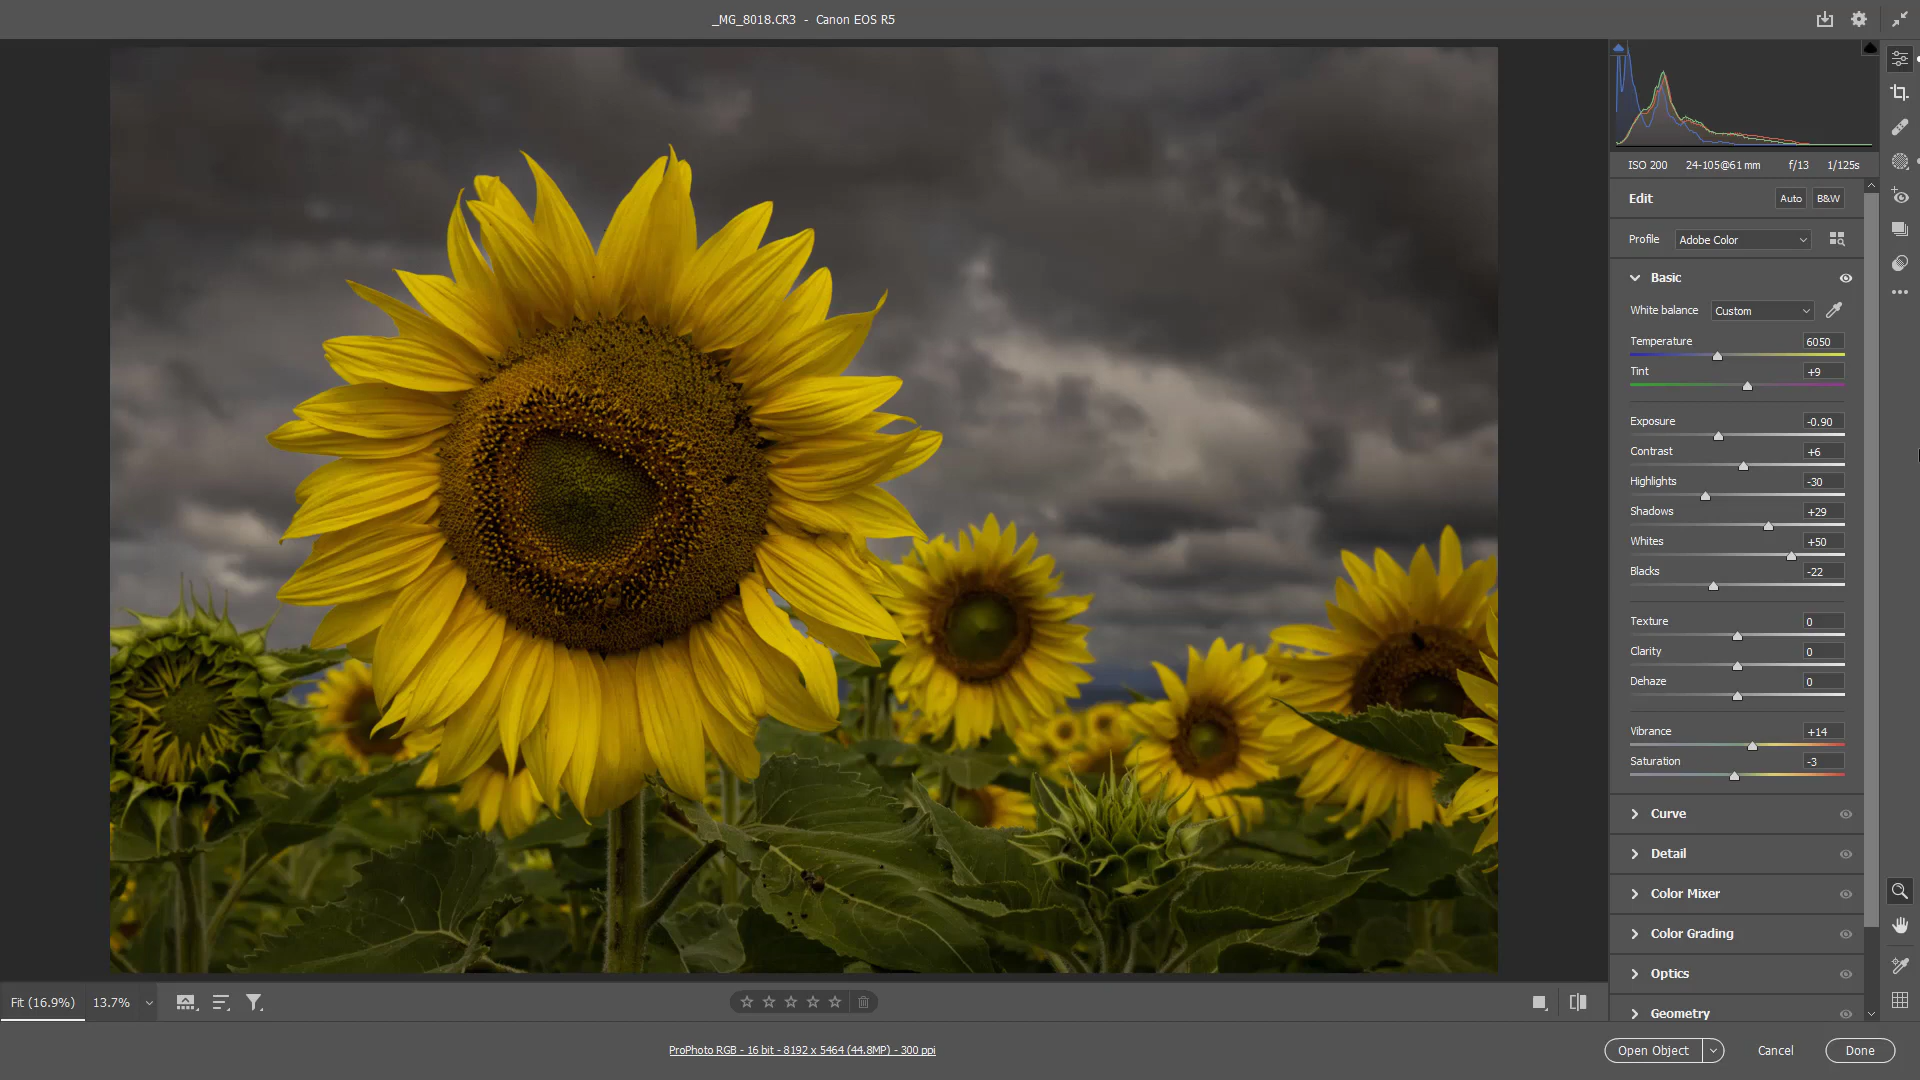 _MG_8018.CR3 - Canon EOS R5
ISO 200 24-105@61 mm f/13 1/125s
Edit Auto B&W
Profile Adobe Color
Basic
White balance Custom
Temperature 6050
Tint +9
Exposure -0.90
Contrast +6
Highlights -30
Shadows +29
Whites +50
Blacks -22
Texture 0
Clarity 0
Dehaze 0
Vibrance +14
Saturation -3
Curve
Detail
Color Mixer
Color Grading
Optics
Geometry
Fit (16.9%) 13.7%
ProPhoto RGB - 16 bit - 8192 x 5464 (44.8MP) - 300 ppi
Open Object Cancel Done